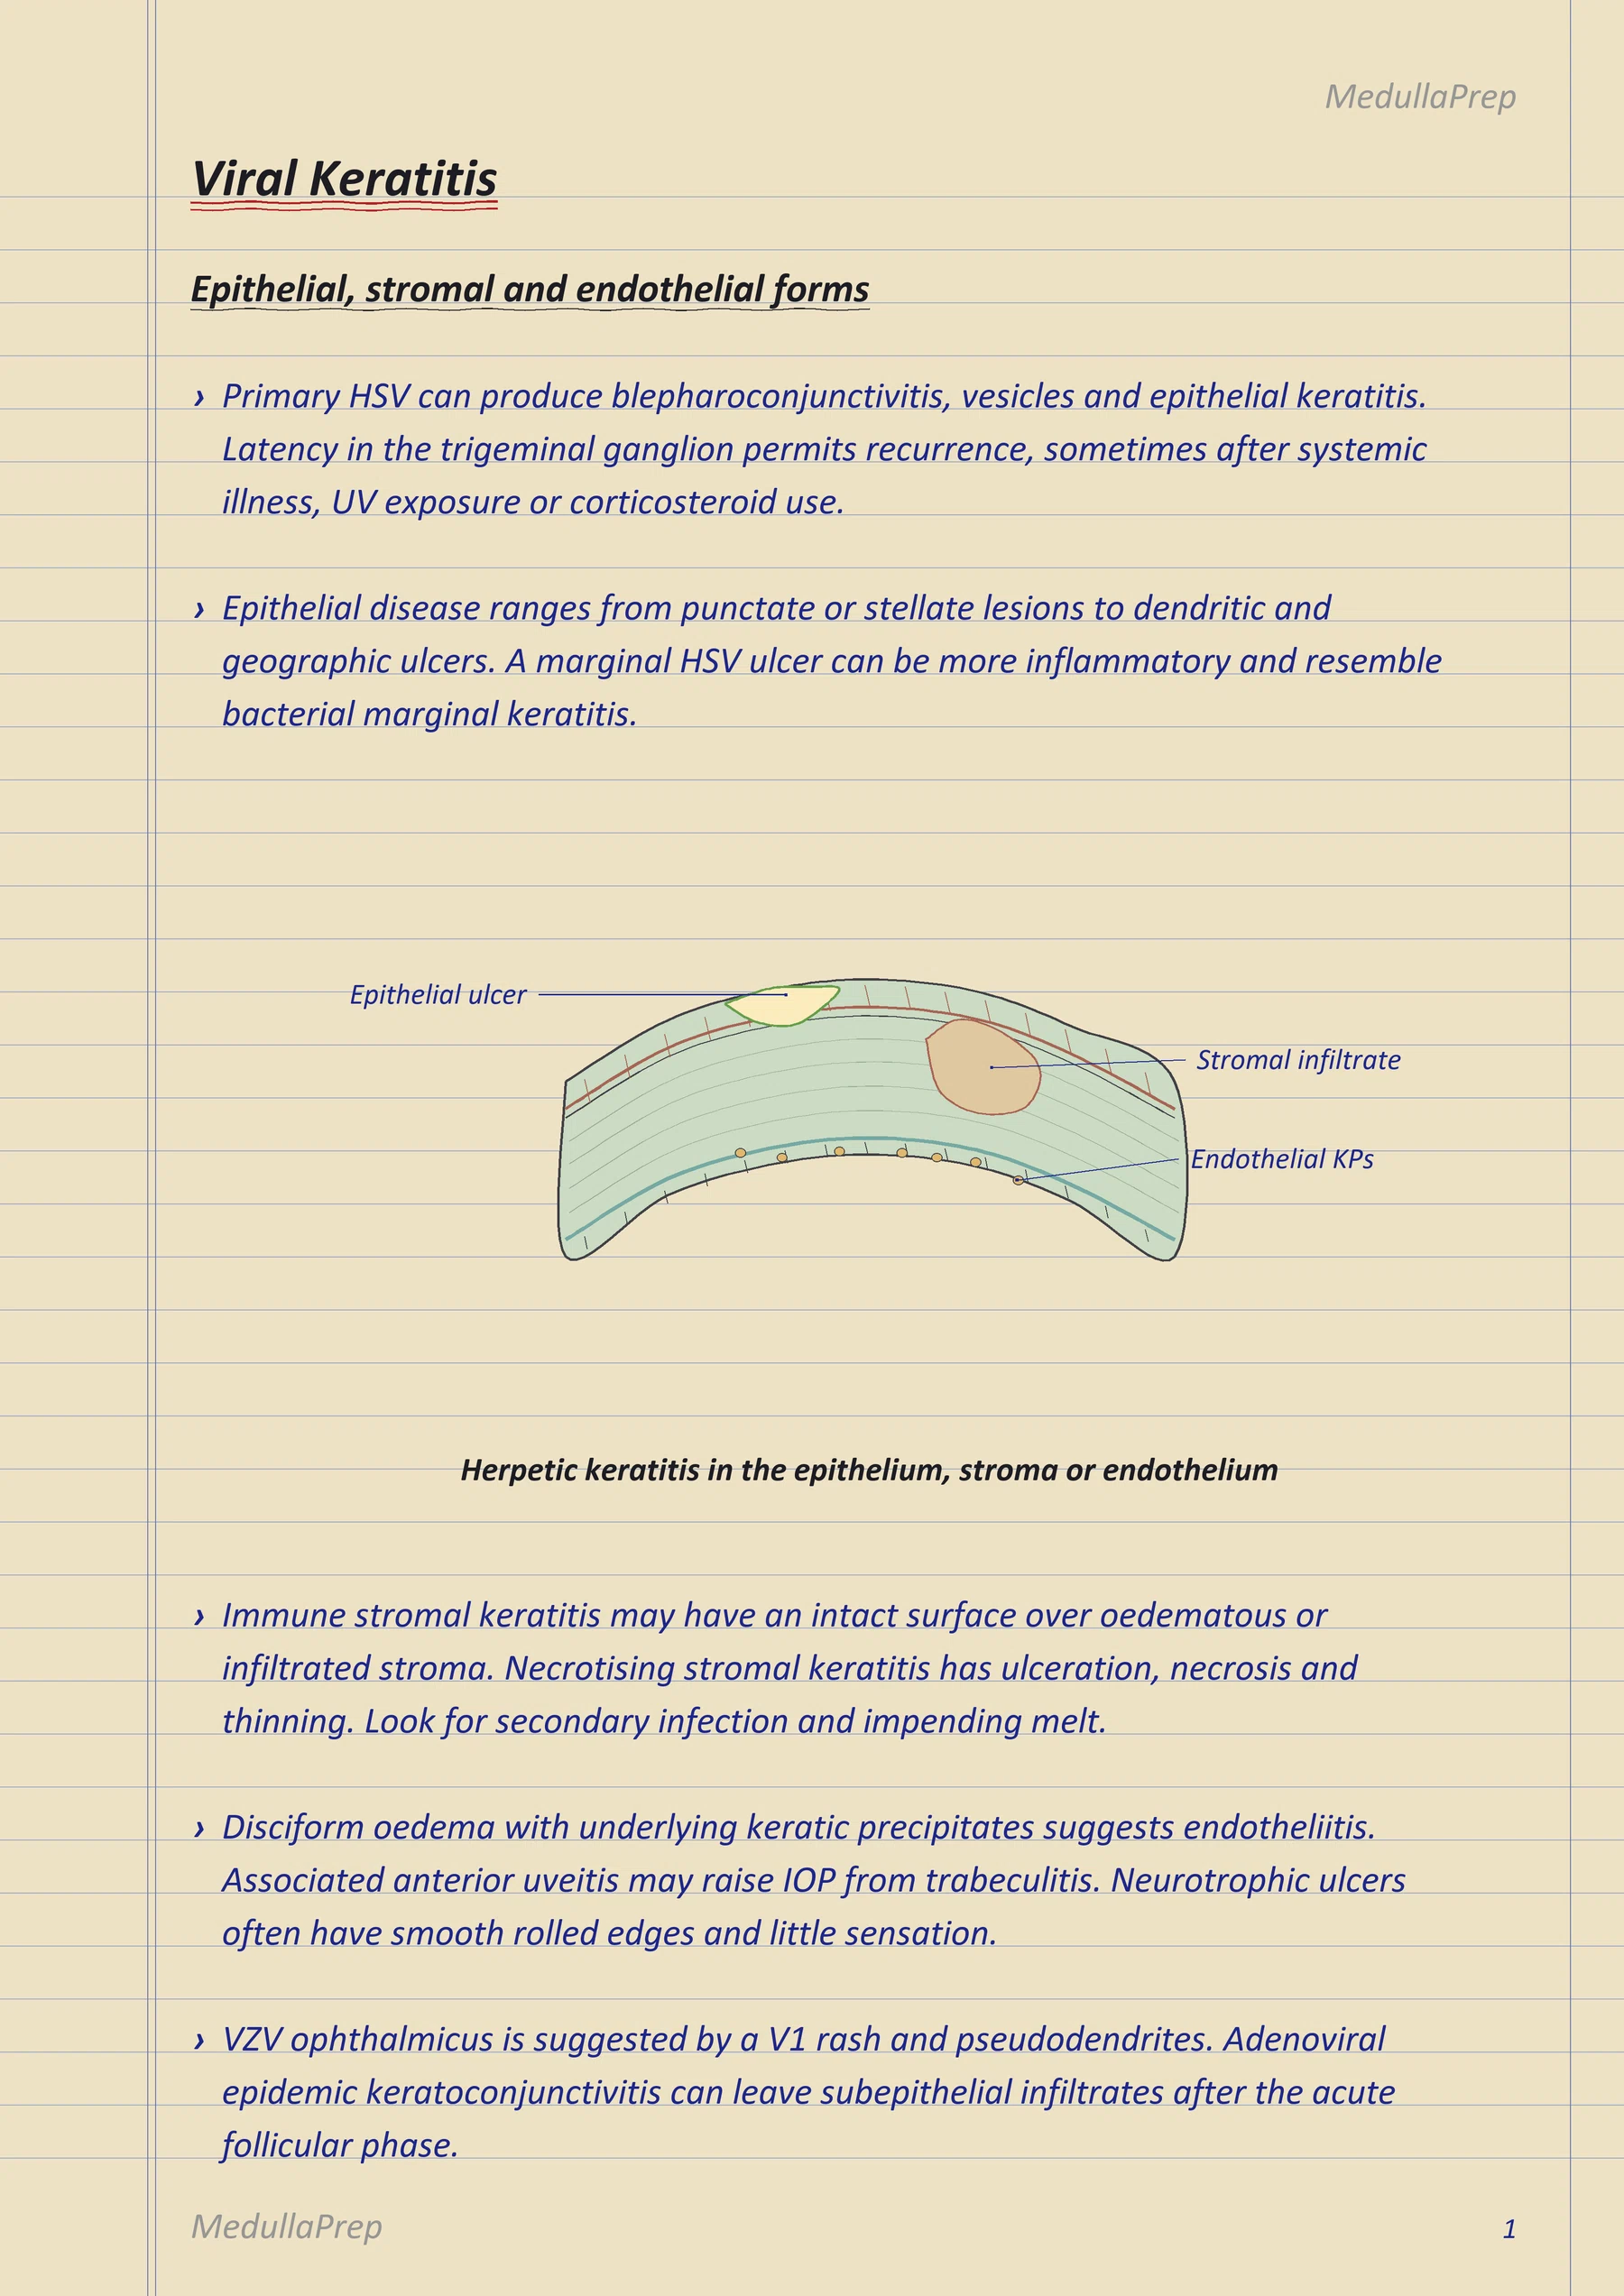 MedullaPrep
Viral Keratitis
Epithelial, stromal and endothelial forms
› Primary HSV can produce blepharoconjunctivitis, vesicles and epithelial keratitis.
Latency in the trigeminal ganglion permits recurrence, sometimes after systemic
illness, UV exposure or corticosteroid use.
› Epithelial disease ranges from punctate or stellate lesions to dendritic and
geographic ulcers. A marginal HSV ulcer can be more inflammatory and resemble
bacterial marginal keratitis.
Epithelial ulcer
Stromal infiltrate
Endothelial KPs
Herpetic keratitis in the epithelium, stroma or endothelium
› Immune stromal keratitis may have an intact surface over oedematous or
infiltrated stroma. Necrotising stromal keratitis has ulceration, necrosis and
thinning. Look for secondary infection and impending melt.
› Disciform oedema with underlying keratic precipitates suggests endotheliitis.
Associated anterior uveitis may raise IOP from trabeculitis. Neurotrophic ulcers
often have smooth rolled edges and little sensation.
› VZV ophthalmicus is suggested by a V1 rash and pseudodendrites. Adenoviral
epidemic keratoconjunctivitis can leave subepithelial infiltrates after the acute
follicular phase.
MedullaPrep
1